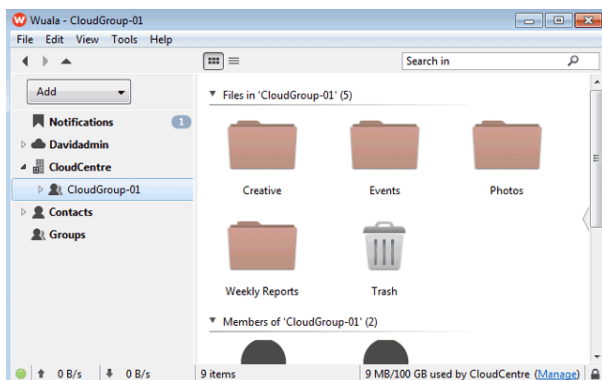 Wuala - CloudGroup-01
File Edit View Tools Help
Search in
Add
Files in 'CloudGroup-01' (5)
Notifications 1
Davidadmin
CloudCentre
CloudGroup-01
Contacts
Groups
Creative Events Photos
Weekly Reports Trash
Members of 'CloudGroup-01' (2)
0 B/s 0 B/s 9 items 9 MB/100 GB used by CloudCentre (Manage)